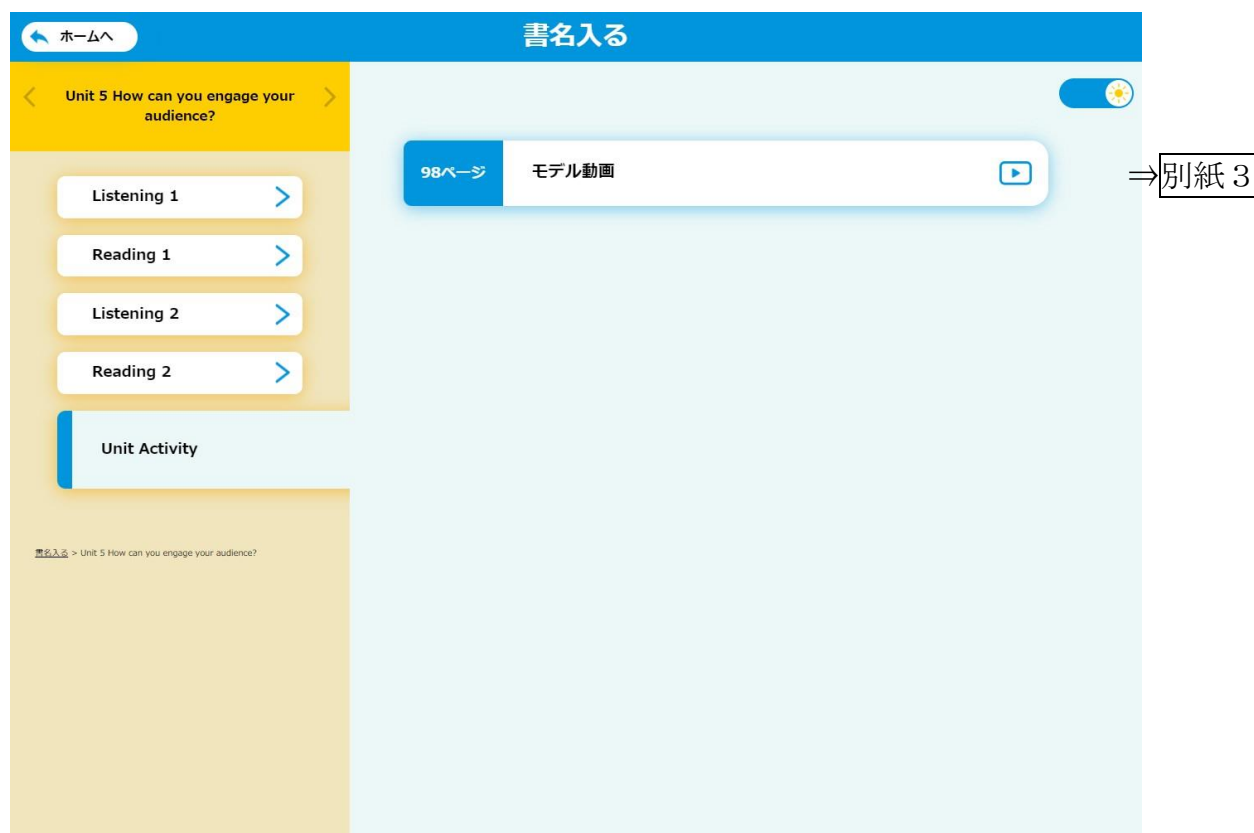 ホームへ
書名入る
Unit 5 How can you engage your
audience?
98ページ
モデル動画
⇒別紙３
Listening 1
Reading 1
Listening 2
Reading 2
Unit Activity
書名入る > Unit 5 How can you engage your audience?